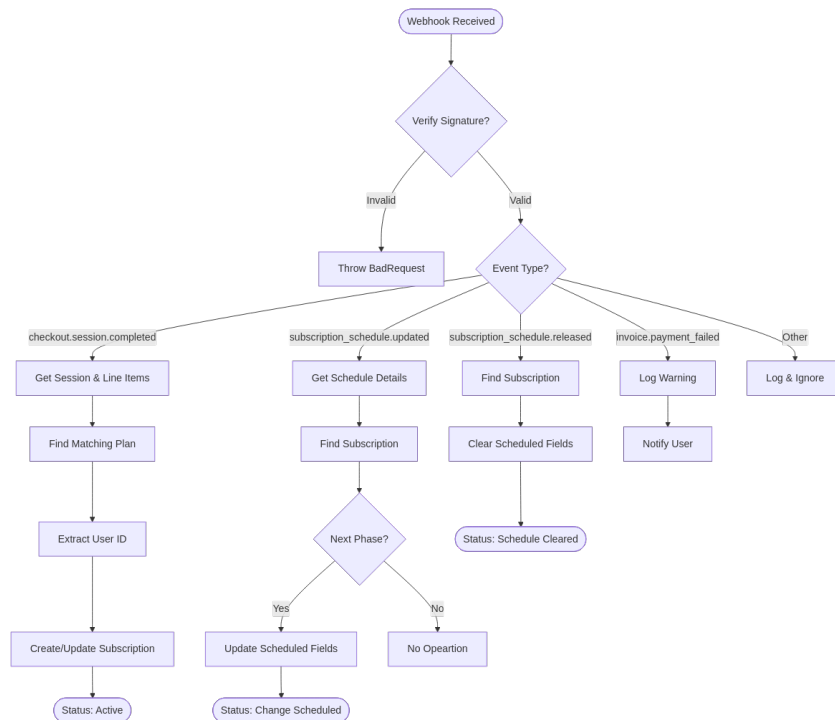 Webhook Received
Verify Signature?
Invalid
Valid
Throw BadRequest
Event Type?
checkout.session.completed
subscription_schedule.updated
subscription_schedule.released
invoice.payment_failed
Other
Get Session & Line Items
Get Schedule Details
Find Subscription
Log Warning
Log & Ignore
Find Matching Plan
Find Subscription
Clear Scheduled Fields
Notify User
Extract User ID
Next Phase?
Status: Schedule Cleared
Yes
No
Create/Update Subscription
Update Scheduled Fields
No Opeartion
Status: Active
Status: Change Scheduled